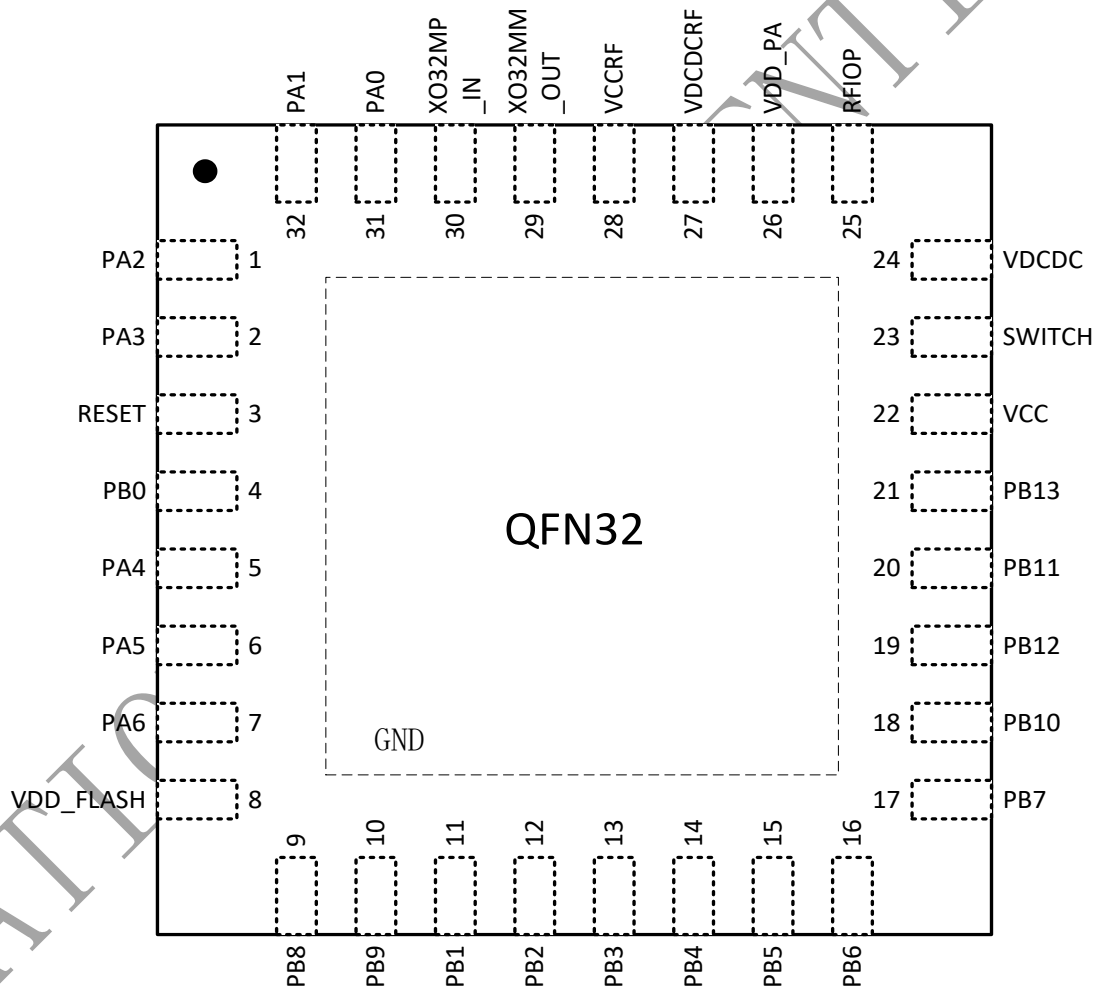 PA1
PA0
XO32MP
_IN
XO32MM
_OUT
VCCRF
VDCDCRF
VDD_PA
RFIOP
32
31
30
29
28
27
26
25
PA2 1
PA3 2
RESET 3
PB0 4
PA4 5
PA5 6
PA6 7
VDD_FLASH 8
24 VDCDC
23 SWITCH
22 VCC
21 PB13
20 PB11
19 PB12
18 PB10
17 PB7
QFN32
GND
9
10
11
12
13
14
15
16
PB8
PB9
PB1
PB2
PB3
PB4
PB5
PB6